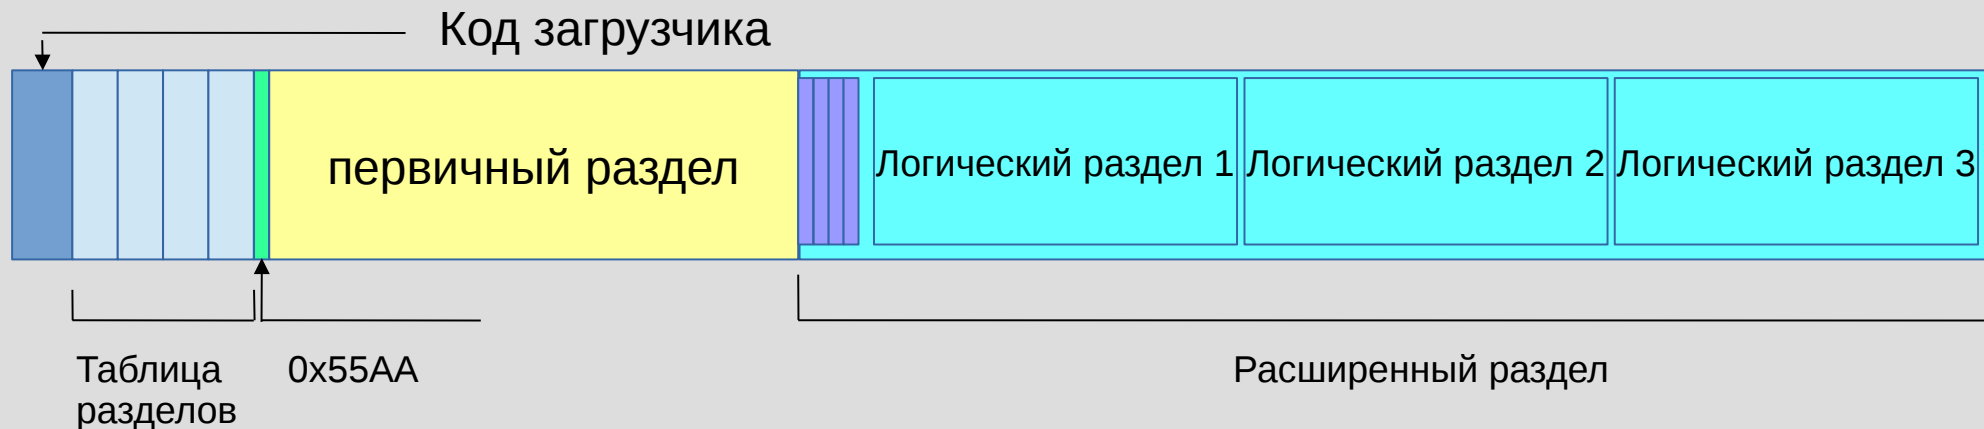 Код загрузчика
первичный раздел
Логический раздел 1
Логический раздел 2
Логический раздел 3
Таблица
разделов
0x55AA
Расширенный раздел